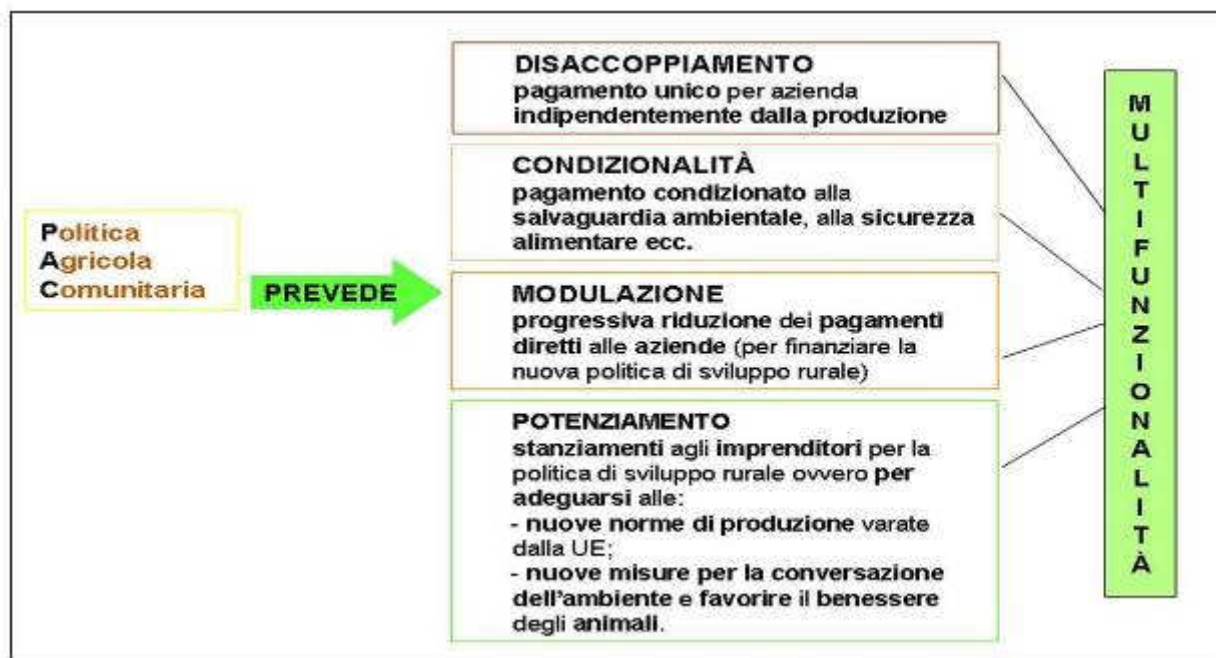 Politica
Agricola
Comunitaria
PREVEDE
DISACCOPPIAMENTO
pagamento unico per azienda
indipendentemente dalla produzione
CONDIZIONALITÀ
pagamento condizionato alla
salvaguardia ambientale, alla sicurezza
alimentare ecc.
MODULAZIONE
progressiva riduzione dei pagamenti
diretti alle aziende (per finanziare la
nuova politica di sviluppo rurale)
POTENZIAMENTO
stanziamenti agli imprenditori per la
politica di sviluppo rurale ovvero per
adeguarsi alle:
- nuove norme di produzione varate
dalla UE;
- nuove misure per la conversazione
dell'ambiente e favorire il benessere
degli animali.
MULTIFUNZIONALITÀ